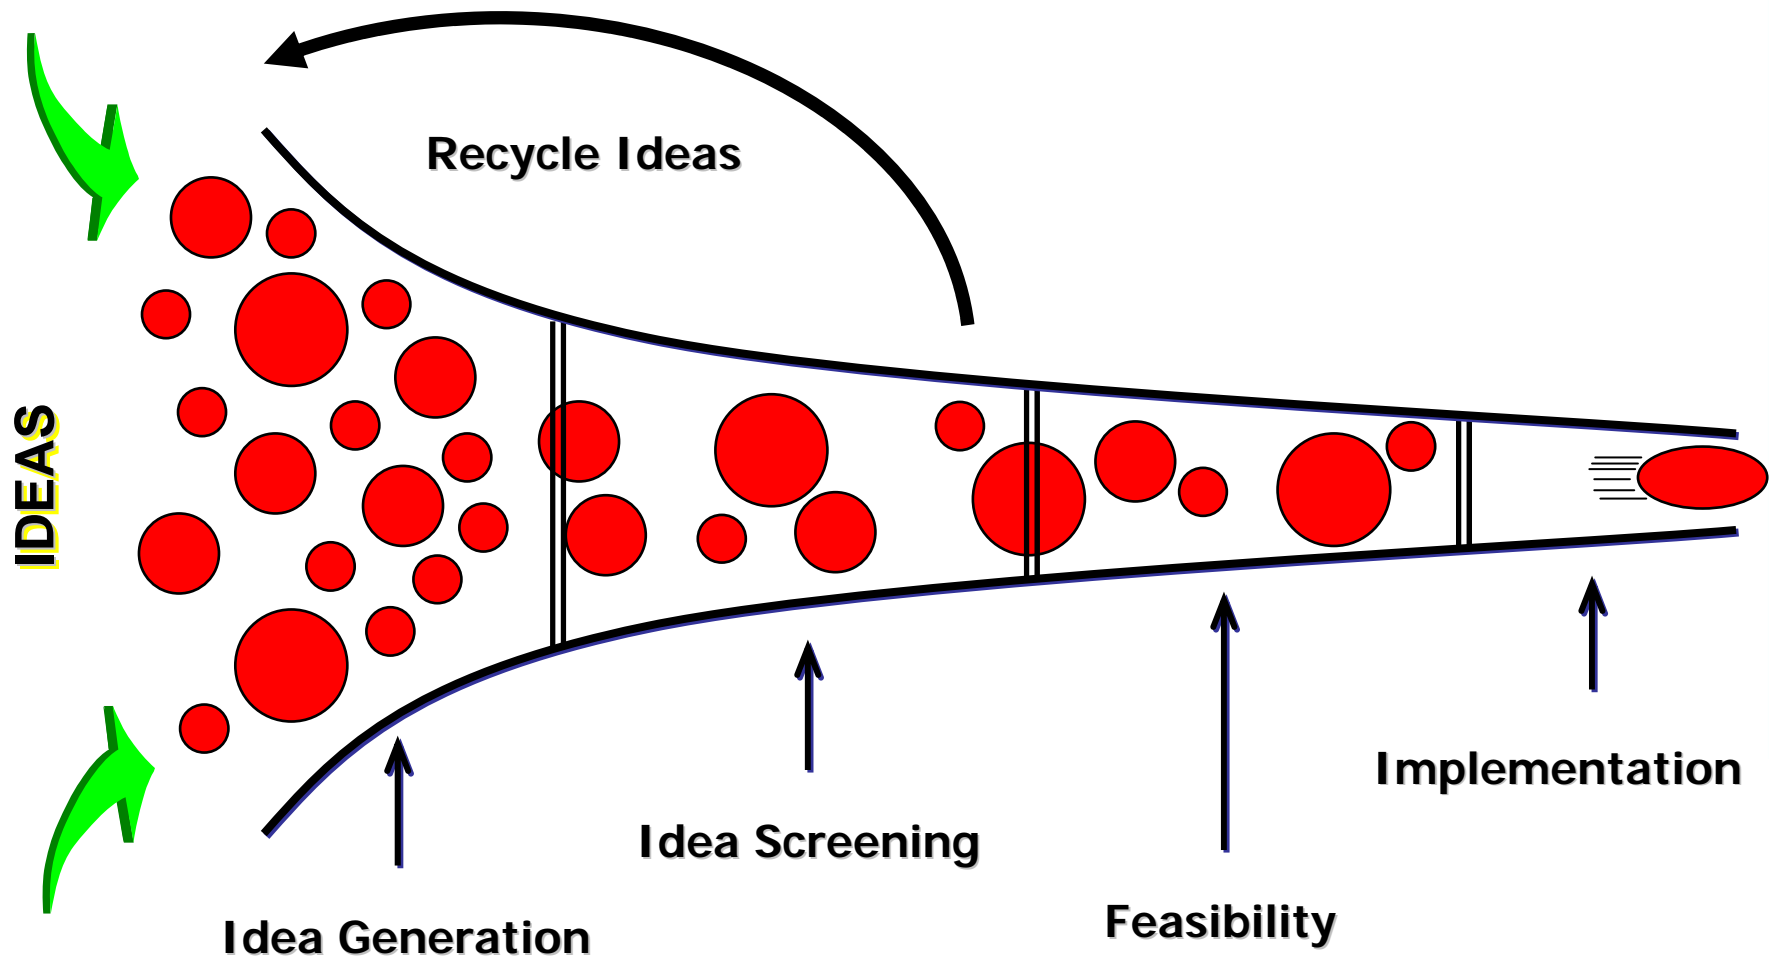 Recycle Ideas
IDEAS
Implementation
Idea Screening
Feasibility
Idea Generation